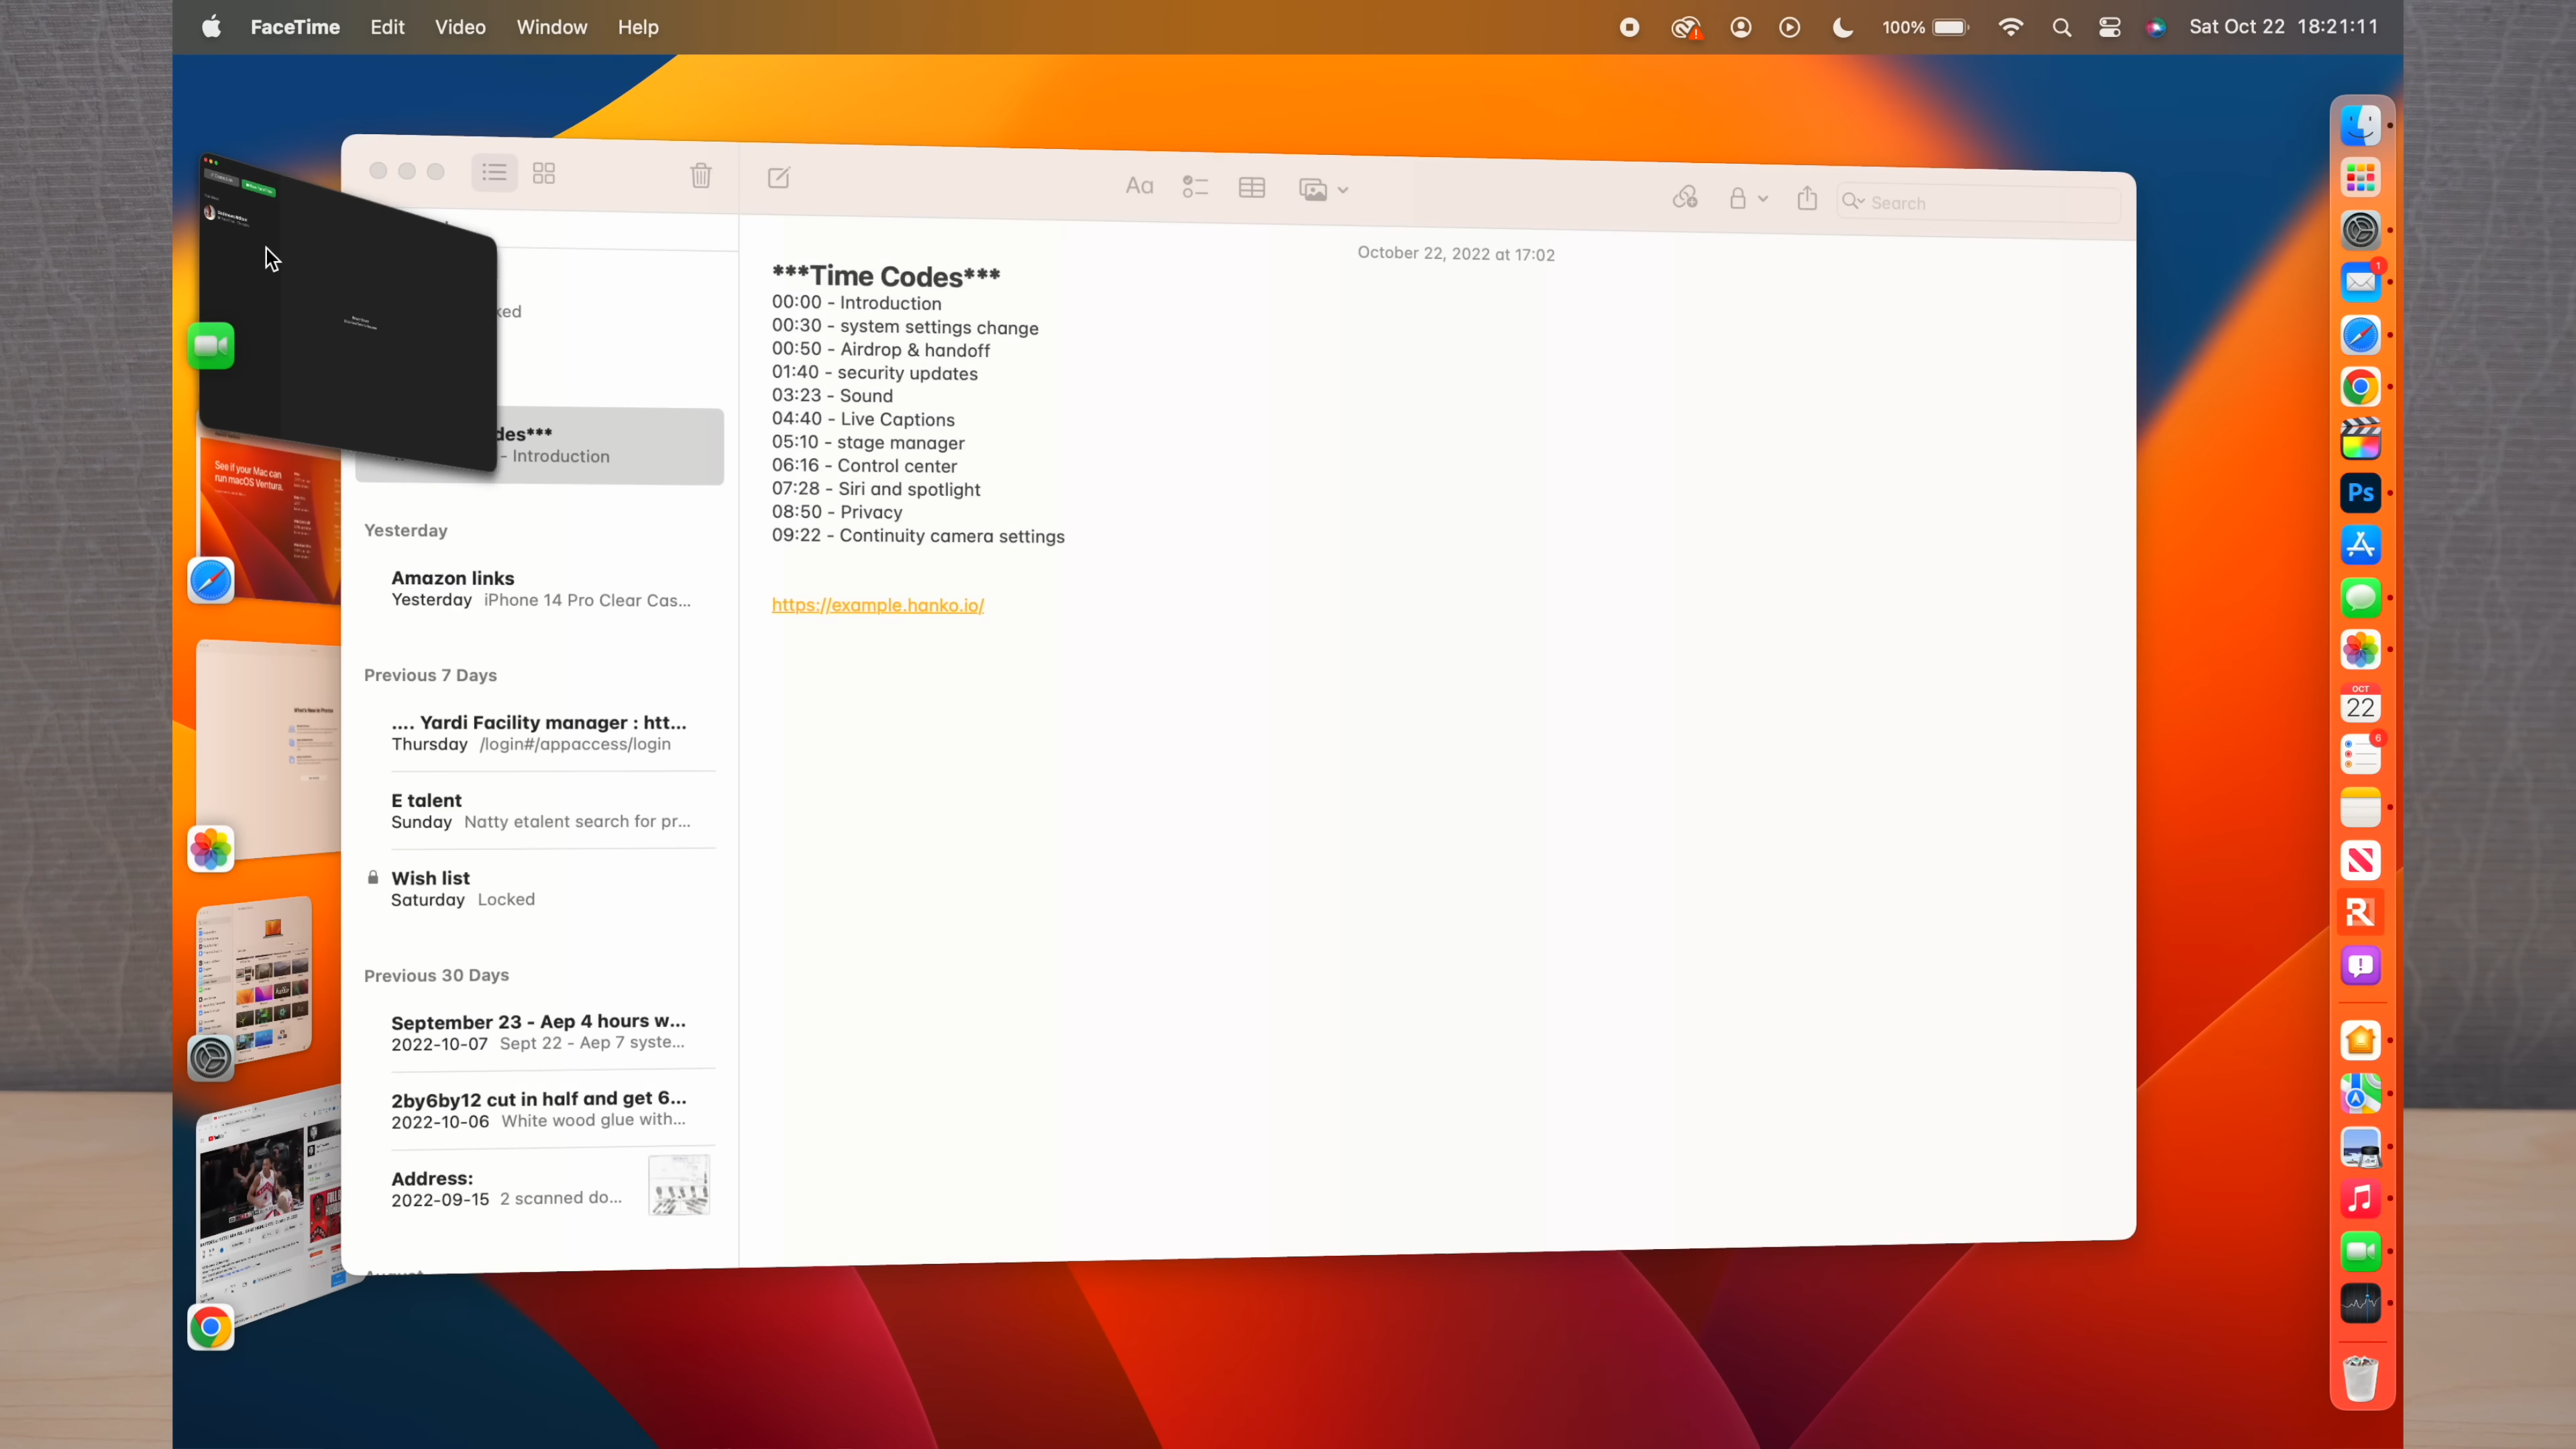 FaceTime Edit Video Window Help
100% Sat Oct 22 18:21:11
Aa
Search
October 22, 2022 at 17:02
***Time Codes***
00:00 - Introduction
00:30 - system settings change
00:50 - Airdrop & handoff
01:40 - security updates
03:23 - Sound
04:40 - Live Captions
05:10 - stage manager
06:16 - Control center
07:28 - Siri and spotlight
08:50 - Privacy
09:22 - Continuity camera settings
https://example.hanko.io/
ked
des***
- Introduction
Yesterday
Amazon links
Yesterday iPhone 14 Pro Clear Cas...
Previous 7 Days
.... Yardi Facility manager : htt...
Thursday /login#/appaccess/login
E talent
Sunday Natty etalent search for pr...
Wish list
Saturday Locked
Previous 30 Days
September 23 - Aep 4 hours w...
2022-10-07 Sept 22 - Aep 7 syste...
2by6by12 cut in half and get 6...
2022-10-06 White wood glue with...
Address:
2022-09-15 2 scanned do...
See if your Mac can
run macOS Ventura.
What's New in Photos
1
Ps
OCT
22
6